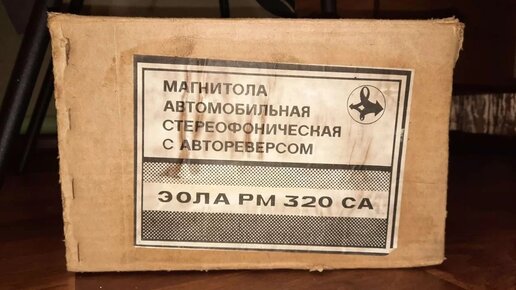 МАГНИТОЛА
АВТОМОБИЛЬНАЯ
СТЕРЕОФОНИЧЕСКАЯ
С АВТОРЕВЕРСОМ
ЭОЛА РМ 320 СА